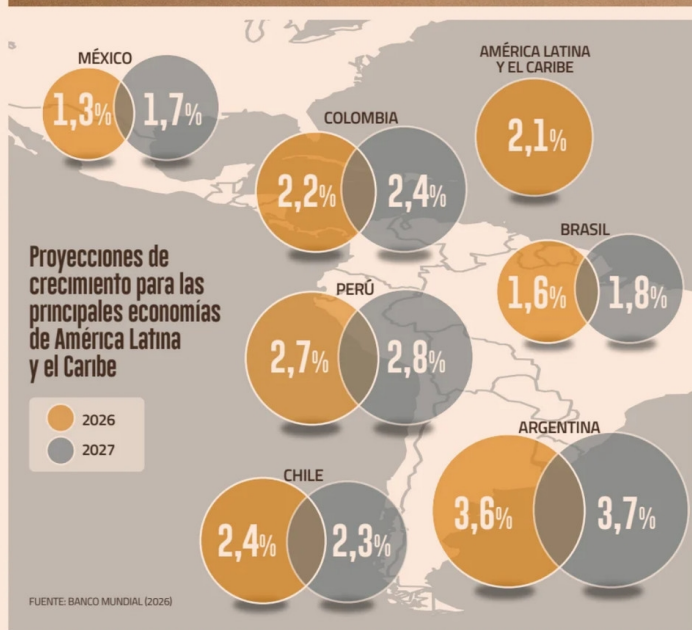 MÉXICO
1,3% 1,7%
AMÉRICA LATINA
Y EL CARIBE
2,1%
COLOMBIA
2,2% 2,4%
BRASIL
1,6% 1,8%
Proyecciones de
crecimiento para las
principales economías
de América Latina
y el Caribe
2026
2027
PERÚ
2,7% 2,8%
ARGENTINA
3,6% 3,7%
CHILE
2,4% 2,3%
FUENTE: BANCO MUNDIAL (2026)